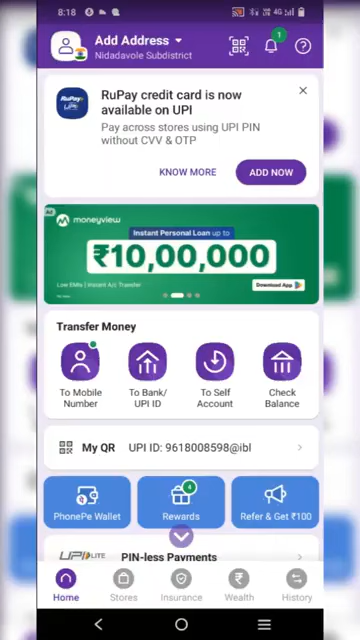 8:18
4G
Add Address
Nidadavole Subdistrict
1
RuPay
RuPay credit card is now
available on UPI
Pay across stores using UPI PIN
without CVV & OTP
KNOW MORE
ADD NOW
Ad
moneyview
Instant Personal Loan up to
₹10,00,000
Low EMIs | Instant A/c Transfer
Download App
Transfer Money
To Mobile
Number
To Bank/
UPI ID
To Self
Account
Check
Balance
My QR
UPI ID: 9618008598@ibl
PhonePe Wallet
4
Rewards
Refer & Get ₹100
UPI LITE
PIN-less Payments
Home
Stores
Insurance
Wealth
History